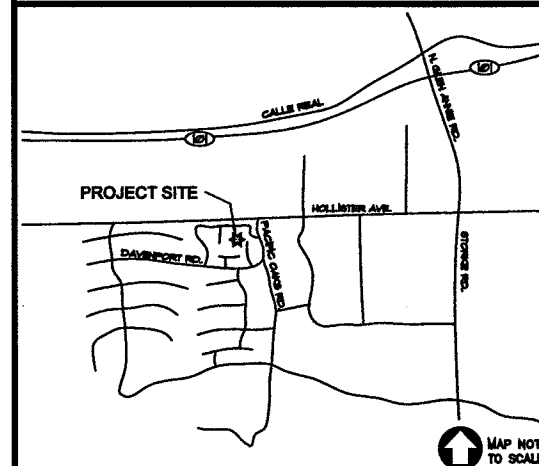 CALLE REAL
101
N. GLEN ANNIE RD.
101
PROJECT SITE
HOLLISTER AVE.
DAVENPORT RD.
PACIFIC OAKS RD.
STORKE RD.
MAP NOT
TO SCALE